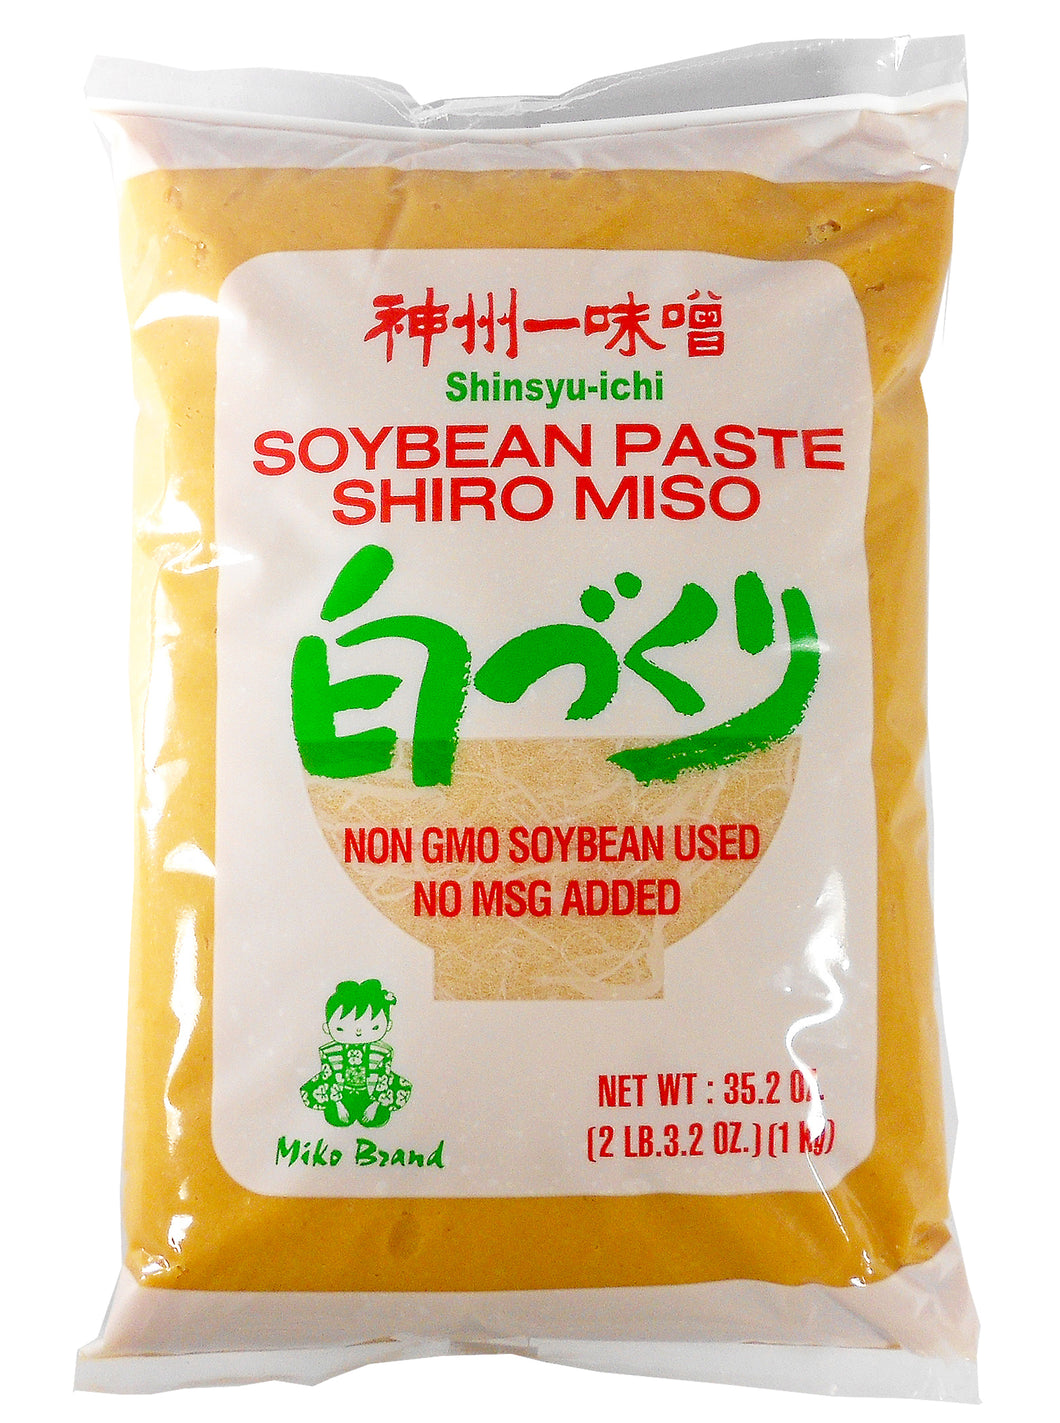 神州一味噌
Shinsyu-ichi
SOYBEAN PASTE
SHIRO MISO
白づくり
NON GMO SOYBEAN USED
NO MSG ADDED
Miko Brand
NET WT : 35.2 OZ.
(2 LB.3.2 OZ.) (1 Kg)